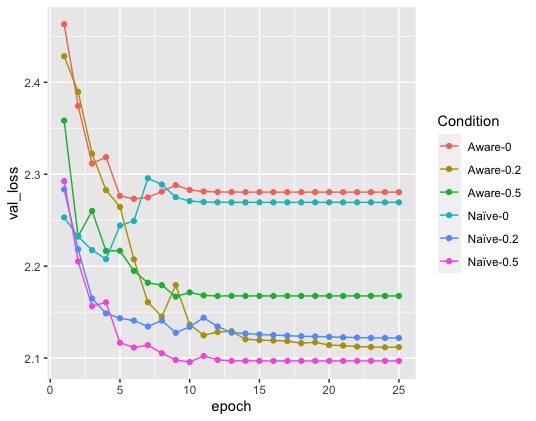 val_loss
2.4
2.3
2.2
2.1
0
5
10
15
20
25
epoch
Condition
Aware-0
Aware-0.2
Aware-0.5
Naïve-0
Naïve-0.2
Naïve-0.5